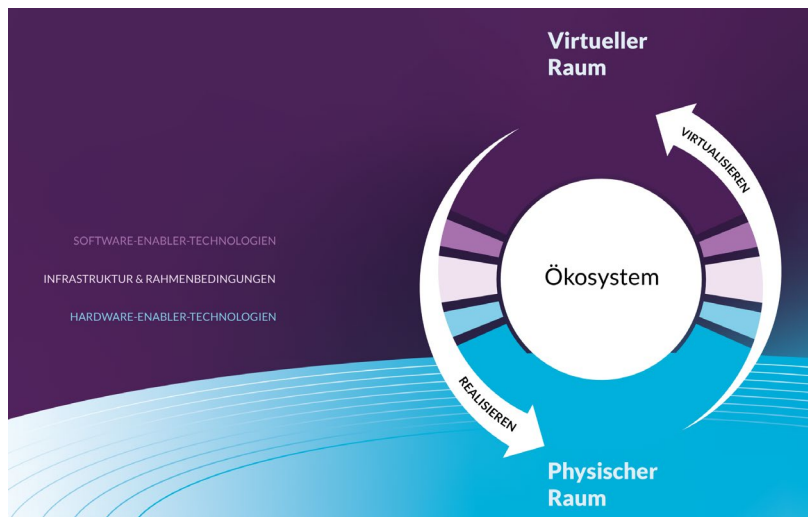 Virtueller
Raum
VIRTUALISIEREN
SOFTWARE-ENABLER-TECHNOLOGIEN
INFRASTRUKTUR & RAHMENBEDINGUNGEN
HARDWARE-ENABLER-TECHNOLOGIEN
Ökosystem
REALISIEREN
Physischer
Raum